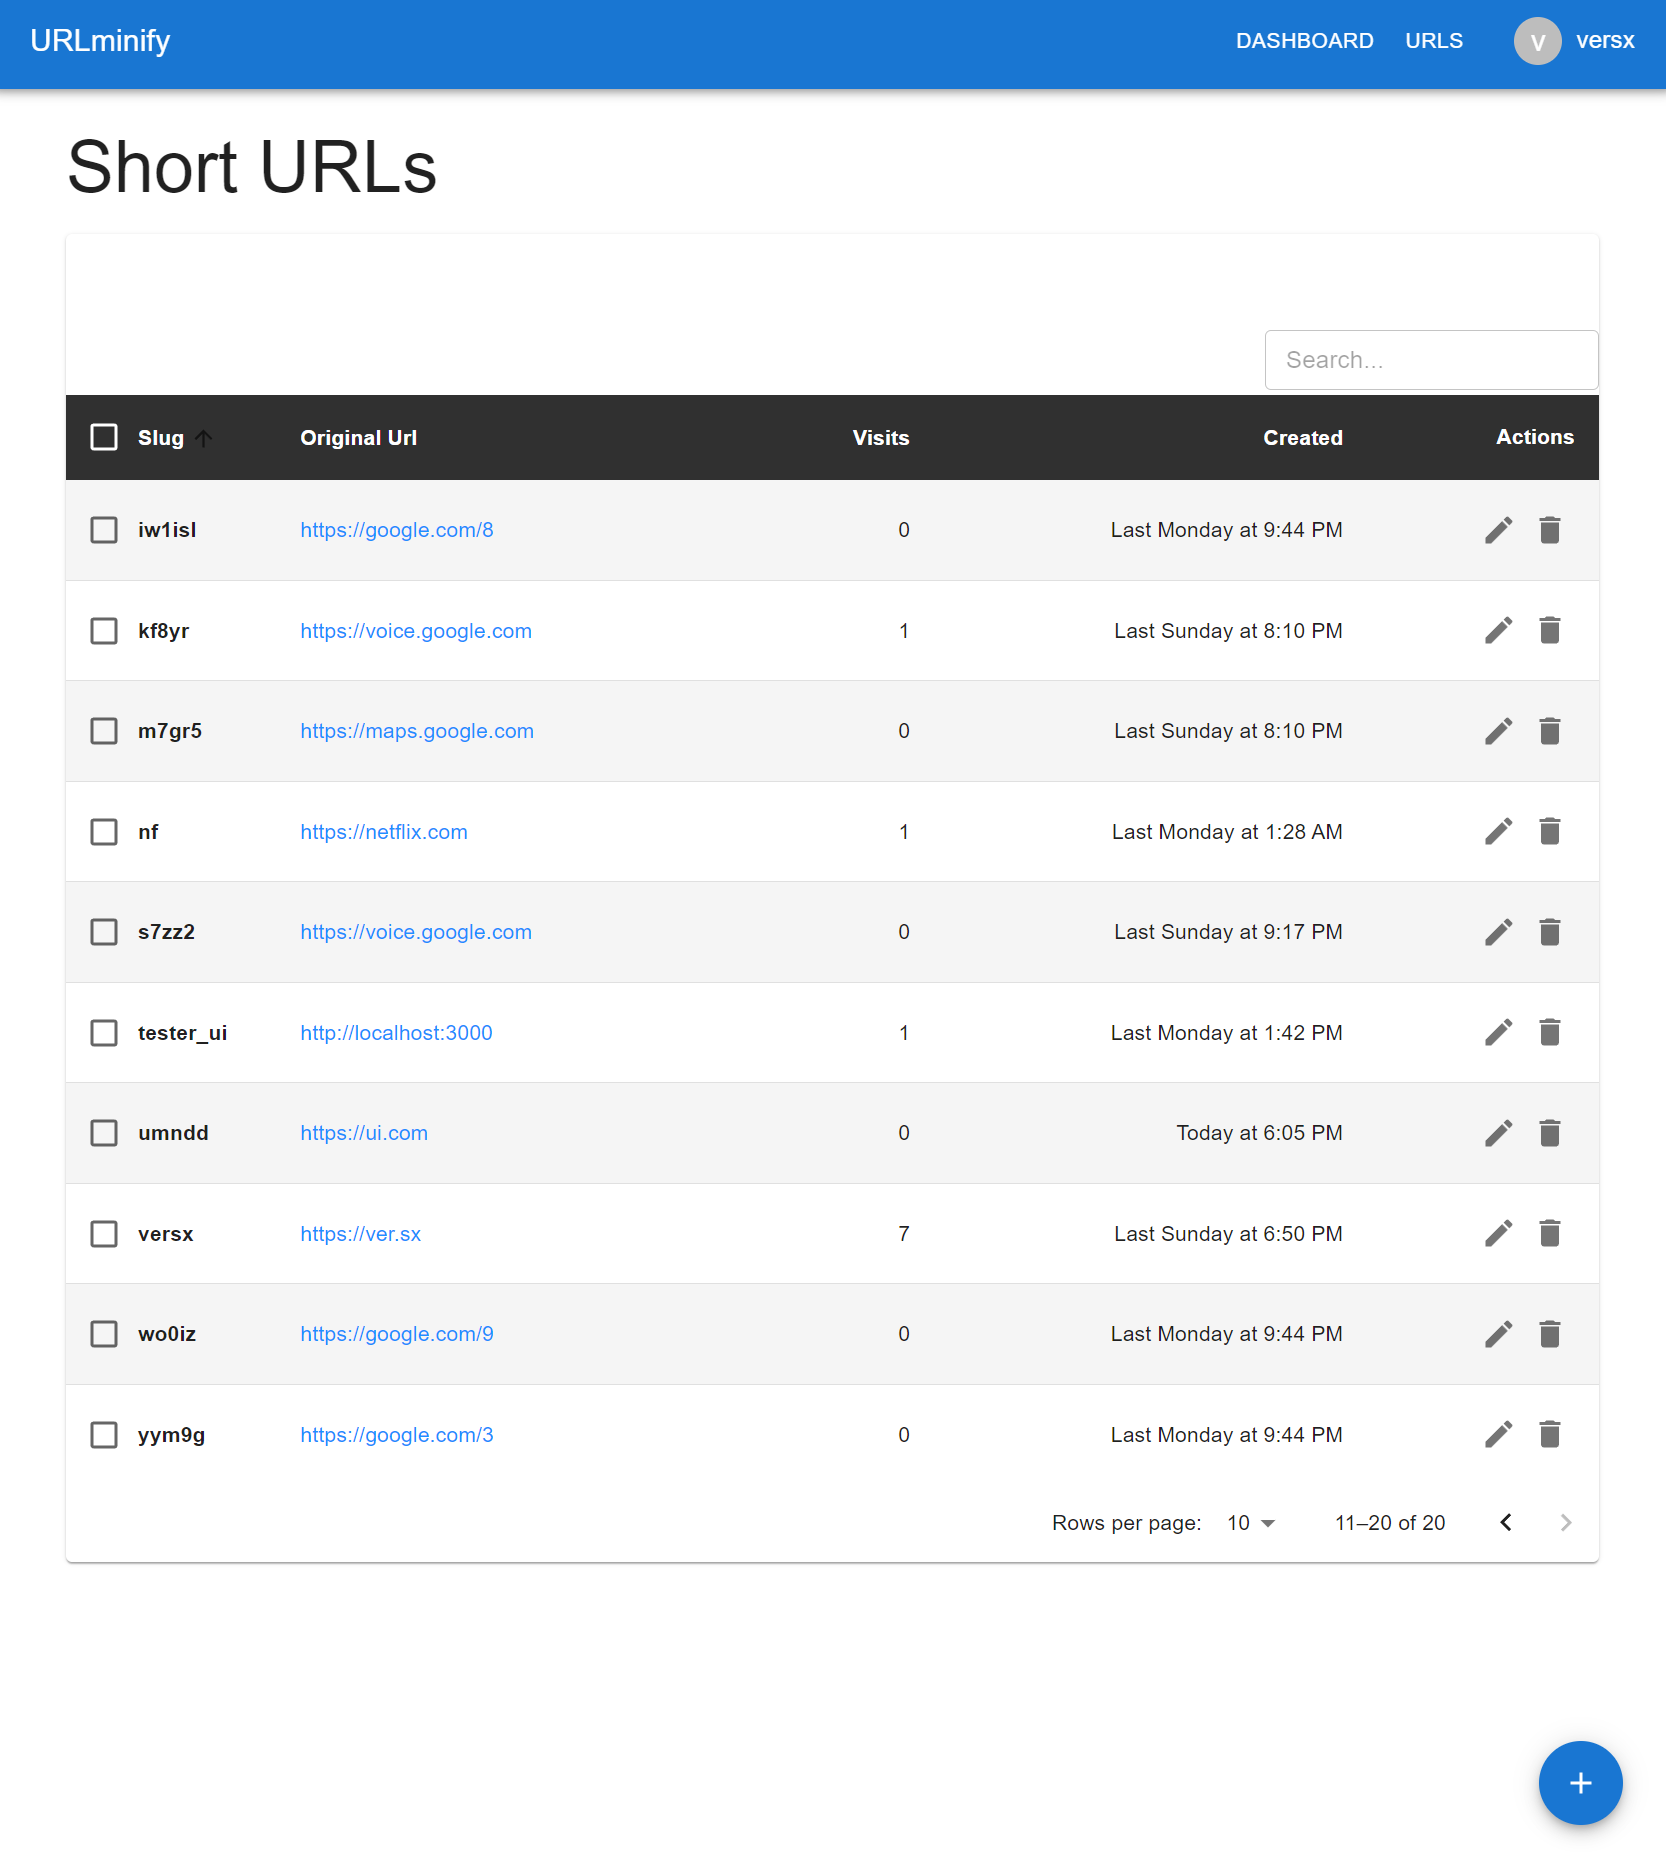 URLminify DASHBOARD URLS V versx
Short URLs
Search...
Slug Original Url Visits Created Actions
iw1isl https://google.com/8 0 Last Monday at 9:44 PM
kf8yr https://voice.google.com 1 Last Sunday at 8:10 PM
m7gr5 https://maps.google.com 0 Last Sunday at 8:10 PM
nf https://netflix.com 1 Last Monday at 1:28 AM
s7zz2 https://voice.google.com 0 Last Sunday at 9:17 PM
tester_ui http://localhost:3000 1 Last Monday at 1:42 PM
umndd https://ui.com 0 Today at 6:05 PM
versx https://ver.sx 7 Last Sunday at 6:50 PM
wo0iz https://google.com/9 0 Last Monday at 9:44 PM
yym9g https://google.com/3 0 Last Monday at 9:44 PM
Rows per page: 10 11–20 of 20